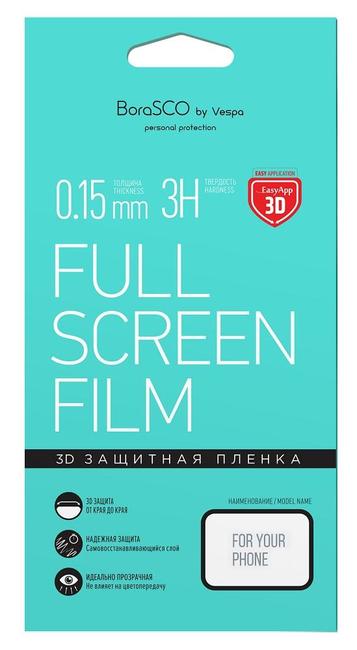 BoraSCO by Vespa
personal protection
0.15 mm ТОЛЩИНА THICKNESS 3H ТВЕРДОСТЬ HARDNESS
EASY APPLICATION
EasyApp
3D
FULL
SCREEN
FILM
3D ЗАЩИТНАЯ ПЛЕНКА
3D ЗАЩИТА
ОТ КРАЯ ДО КРАЯ
НАДЕЖНАЯ ЗАЩИТА
Самовосстанавливающийся слой
ИДЕАЛЬНО ПРОЗРАЧНАЯ
Не влияет на цветопередачу
НАИМЕНОВАНИЕ / MODEL NAME
FOR YOUR
PHONE